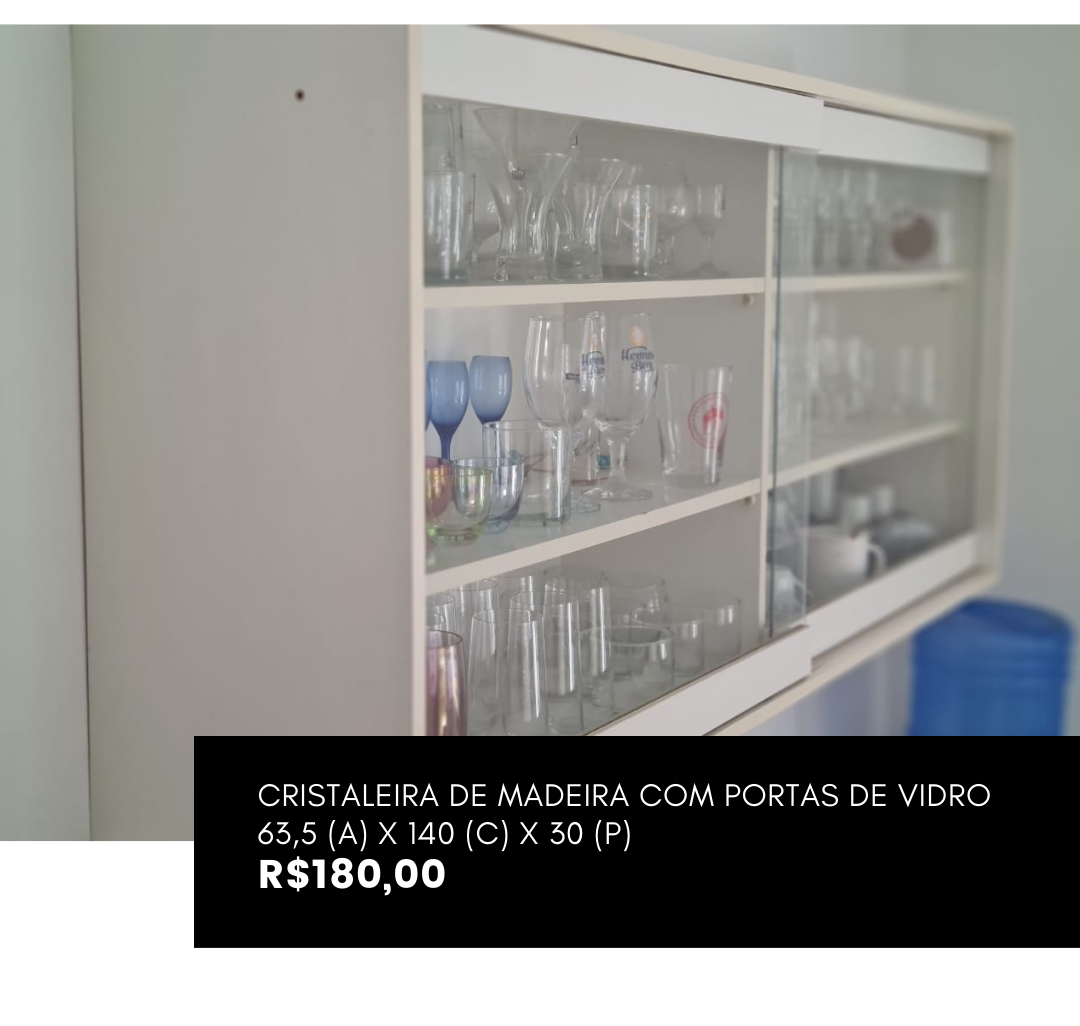 CRISTALEIRA DE MADEIRA COM PORTAS DE VIDRO
63,5 (A) X 140 (C) X 30 (P)
R$180,00